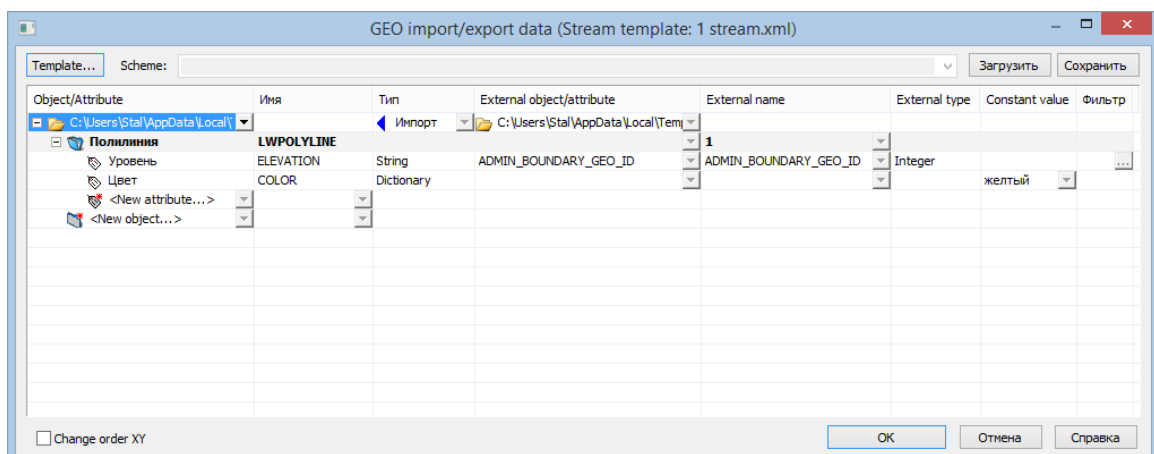 GEO import/export data (Stream template: 1 stream.xml)
Template... Scheme: Загрузить Сохранить
Object/Attribute Имя Тип External object/attribute External name External type Constant value Фильтр
C:\Users\Stal\AppData\Local\ Импорт C:\Users\Stal\AppData\Local\Temp
Полилиния LWPOLYLINE 1
Уровень ELEVATION String ADMIN_BOUNDARY_GEO_ID ADMIN_BOUNDARY_GEO_ID Integer ...
Цвет COLOR Dictionary желтый
<New attribute...>
<New object...>
Change order XY OK Отмена Справка